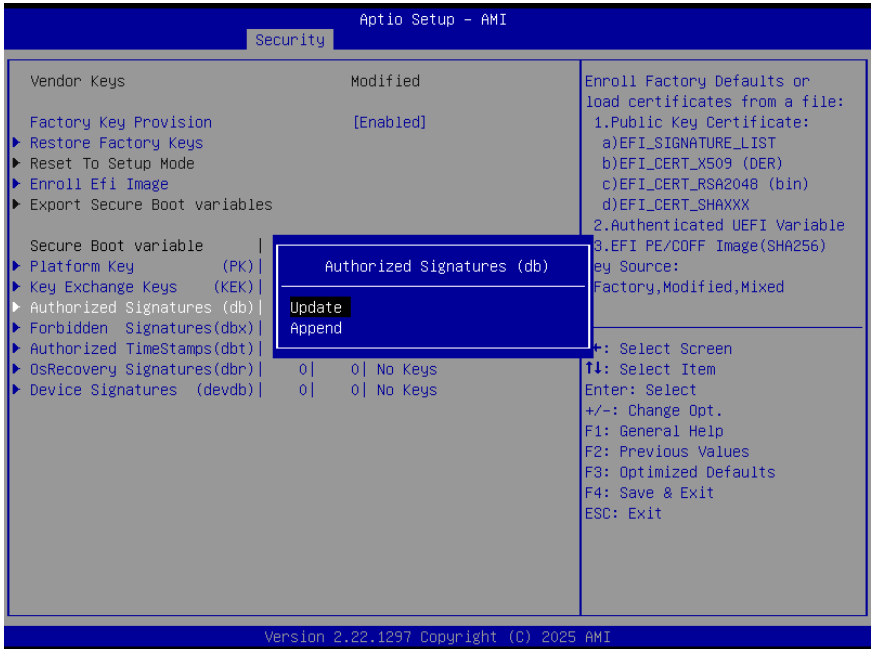 Aptio Setup – AMI
Security
Vendor Keys Modified
Factory Key Provision [Enabled]
Restore Factory Keys
Reset To Setup Mode
Enroll Efi Image
Export Secure Boot variables
Secure Boot variable |
Platform Key (PK)|
Key Exchange Keys (KEK)|
Authorized Signatures (db)|
Forbidden Signatures(dbx)|
Authorized TimeStamps(dbt)|
OsRecovery Signatures(dbr)| 0| 0| No Keys
Device Signatures (devdb)| 0| 0| No Keys
Authorized Signatures (db)
Update
Append
Enroll Factory Defaults or
load certificates from a file:
1.Public Key Certificate:
a)EFI_SIGNATURE_LIST
b)EFI_CERT_X509 (DER)
c)EFI_CERT_RSA2048 (bin)
d)EFI_CERT_SHAXXX
2.Authenticated UEFI Variable
3.EFI PE/COFF Image(SHA256)
ey Source:
Factory,Modified,Mixed
: Select Screen
↑↓: Select Item
Enter: Select
+/-: Change Opt.
F1: General Help
F2: Previous Values
F3: Optimized Defaults
F4: Save & Exit
ESC: Exit
Version 2.22.1297 Copyright (C) 2025 AMI